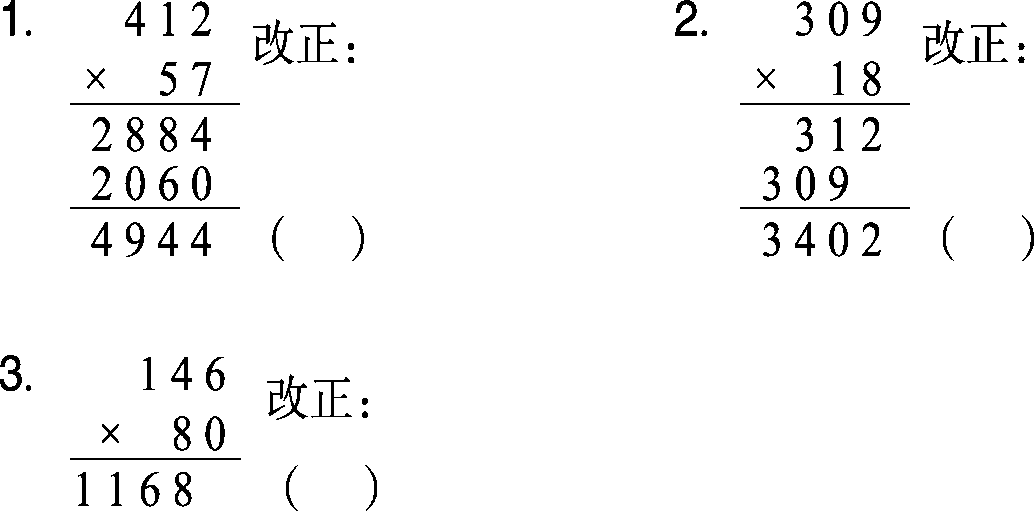 1. 412 改正：
× 57
2884
2060
4944 （ ）
2. 309 改正：
× 18
312
309
3402 （ ）
3. 146 改正：
× 80
1168 （ ）